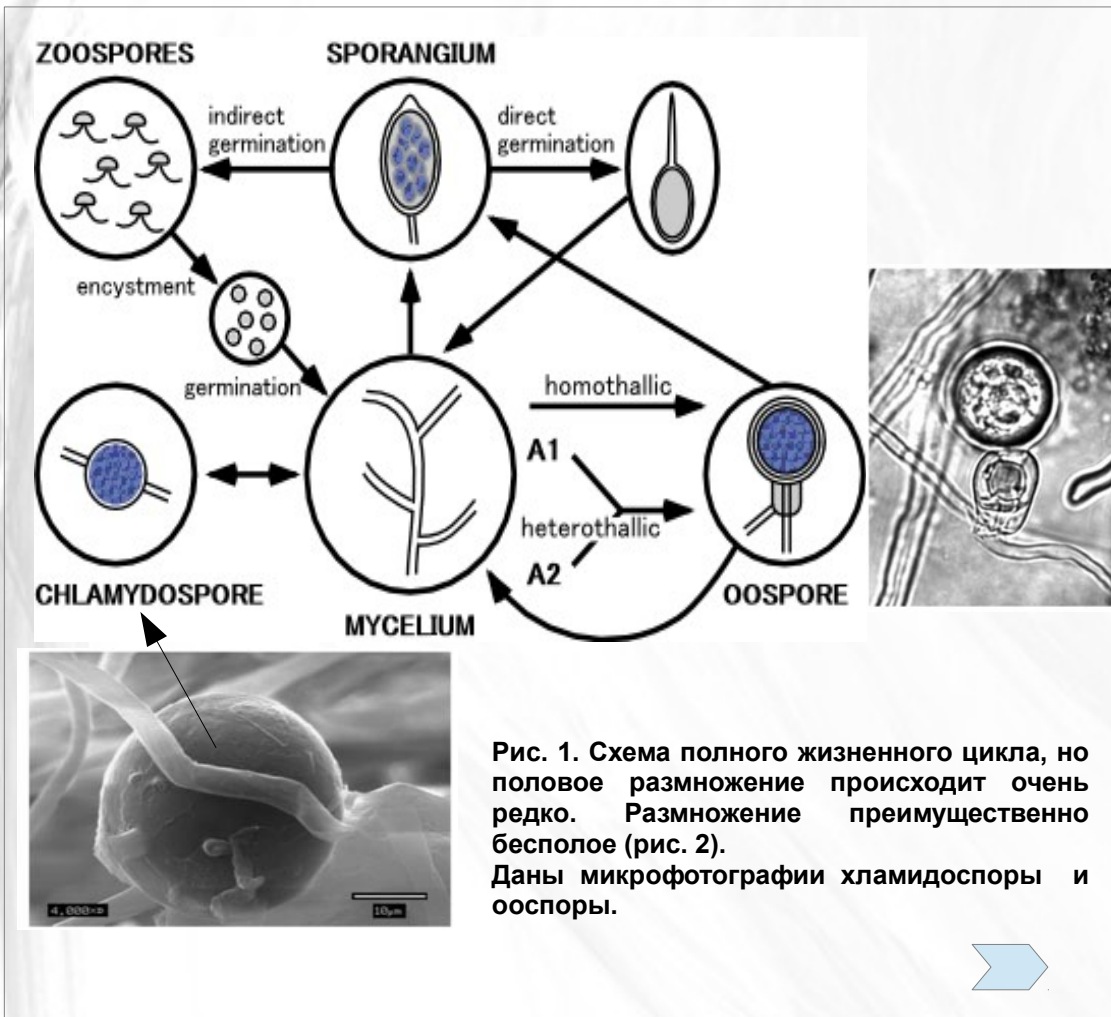 ZOOSPORES
SPORANGIUM
indirect
germination
direct
germination
encystment
germination
homothallic
A1
heterothallic
A2
CHLAMYDOSPORE
MYCELIUM
OOSPORE
4,000×
10µm
Рис. 1. Схема полного жизненного цикла, но
половое размножение происходит очень
редко. Размножение преимущественно
бесполое (рис. 2).
Даны микрофотографии хламидоспоры и
ооспоры.